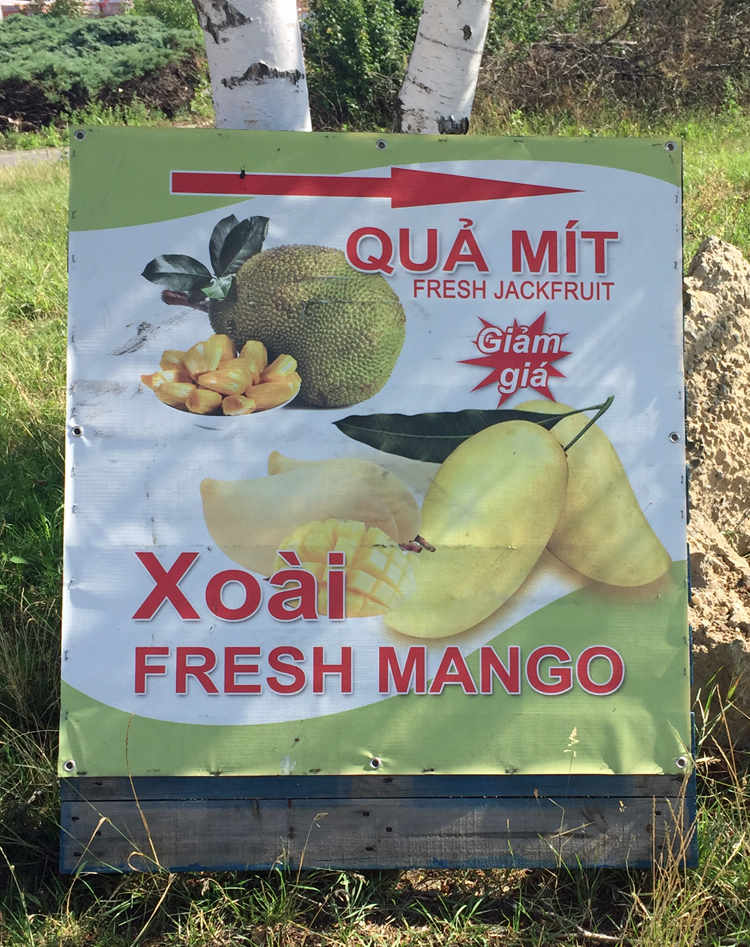 QUẢ MÍT
FRESH JACKFRUIT
Giảm
giá
Xoài
FRESH MANGO